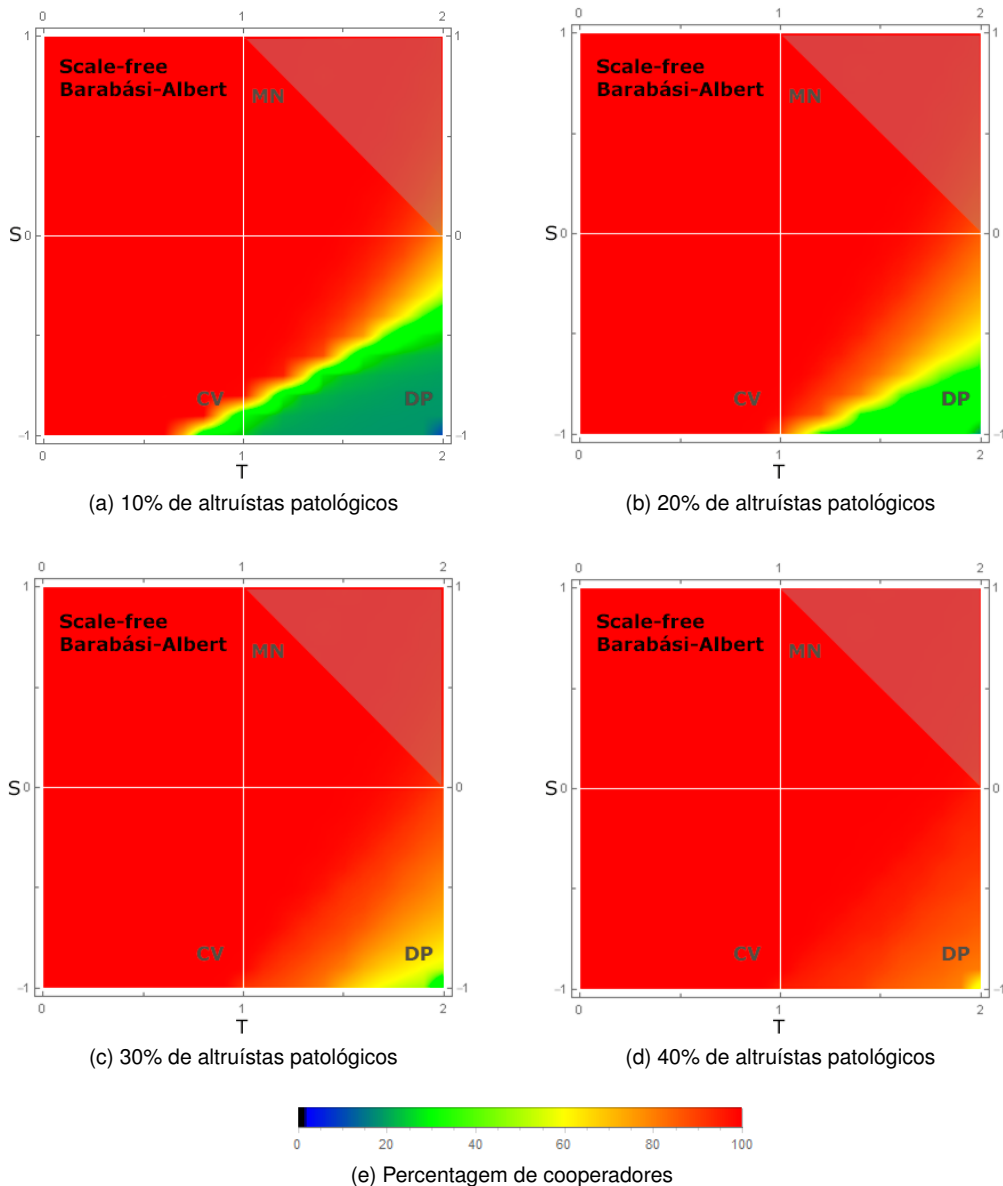 0 1 2
0 1 2
1 Scale-free 1
Barabási-Albert
MN
S 0 0
CV DP
-1 -1
0 1 2
T
(a) 10% de altruístas patológicos
1 Scale-free 1
Barabási-Albert
MN
S 0 0
CV DP
-1 -1
0 1 2
T
(b) 20% de altruístas patológicos
0 1 2
1 Scale-free 1
Barabási-Albert
MN
S 0 0
CV DP
-1 -1
0 1 2
T
(c) 30% de altruístas patológicos
0 1 2
1 Scale-free 1
Barabási-Albert
MN
S 0 0
CV DP
-1 -1
0 1 2
T
(d) 40% de altruístas patológicos
0 20 40 60 80 100
(e) Percentagem de cooperadores